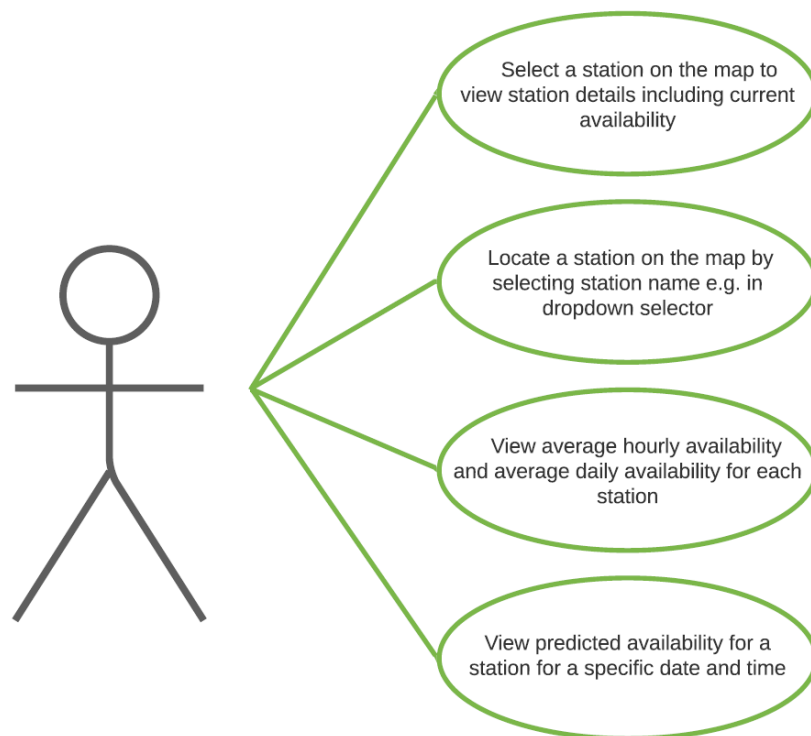 Select a station on the map to
view station details including current
availability
Locate a station on the map by
selecting station name e.g. in
dropdown selector
View average hourly availability
and average daily availability for each
station
View predicted availability for a
station for a specific date and time